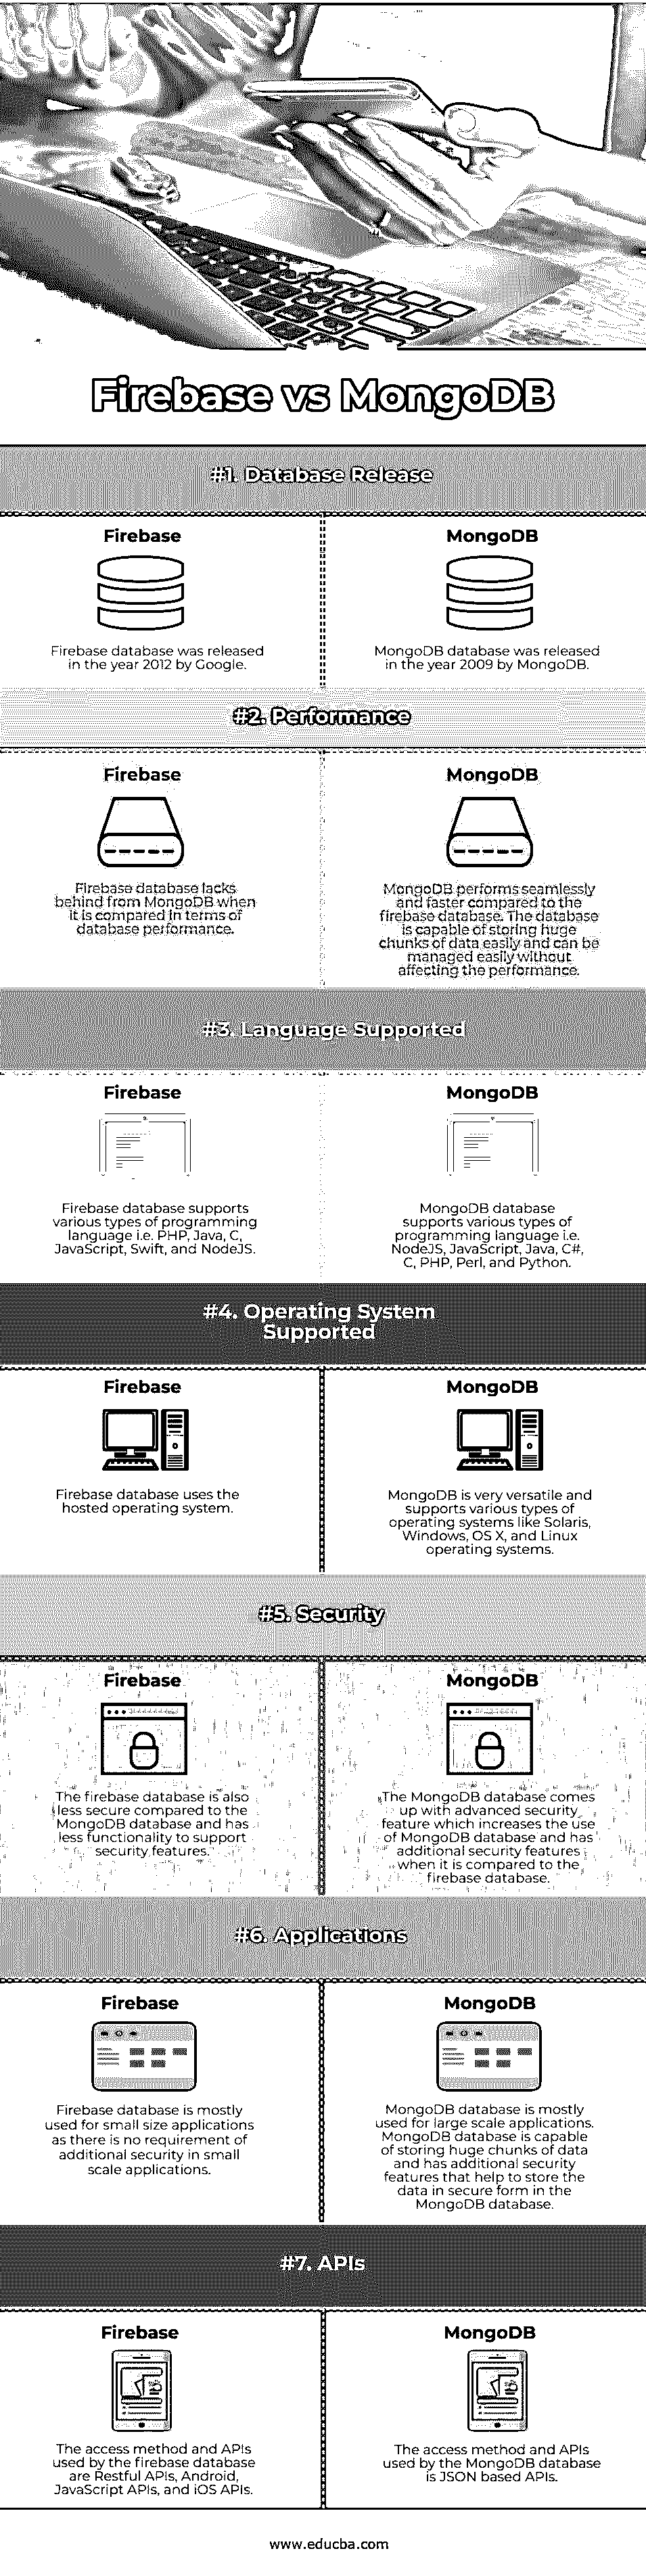 Firebase vs MongoDB
#1. Database Release
Firebase
Firebase database was released
in the year 2012 by Google.
MongoDB
MongoDB database was released
in the year 2009 by MongoDB.
#2. Performance
Firebase
Firebase database lacks
behind from MongoDB when
it is compared in terms of
database performance.
MongoDB
MongoDB performs seamlessly
and faster compared to the
firebase database. The database
is capable of storing huge
chunks of data easily and can be
managed easily without
affecting the performance.
#3. Language Supported
Firebase
Firebase database supports
various types of programming
language i.e. PHP, Java, C,
JavaScript, Swift, and NodeJS.
MongoDB
MongoDB database
supports various types of
programming language i.e.
NodeJS, JavaScript, Java, C#,
C, PHP, Perl, and Python.
#4. Operating System
Supported
Firebase
Firebase database uses the
hosted operating system.
MongoDB
MongoDB is very versatile and
supports various types of
operating systems like Solaris,
Windows, OS X, and Linux
operating systems.
#5. Security
Firebase
The firebase database is also
less secure compared to the
MongoDB database and has
less functionality to support
security features.
MongoDB
The MongoDB database comes
up with advanced security
feature which increases the use
of MongoDB database and has
additional security features
when it is compared to the
firebase database.
#6. Applications
Firebase
Firebase database is mostly
used for small size applications
as there is no requirement of
additional security in small
scale applications.
MongoDB
MongoDB database is mostly
used for large scale applications.
MongoDB database is capable
of storing huge chunks of data
and has additional security
features that help to store the
data in secure form in the
MongoDB database.
#7. APIs
Firebase
The access method and APIs
used by the firebase database
are Restful APIs, Android,
JavaScript APIs, and iOS APIs.
MongoDB
The access method and APIs
used by the MongoDB database
is JSON based APIs.
www.educba.com